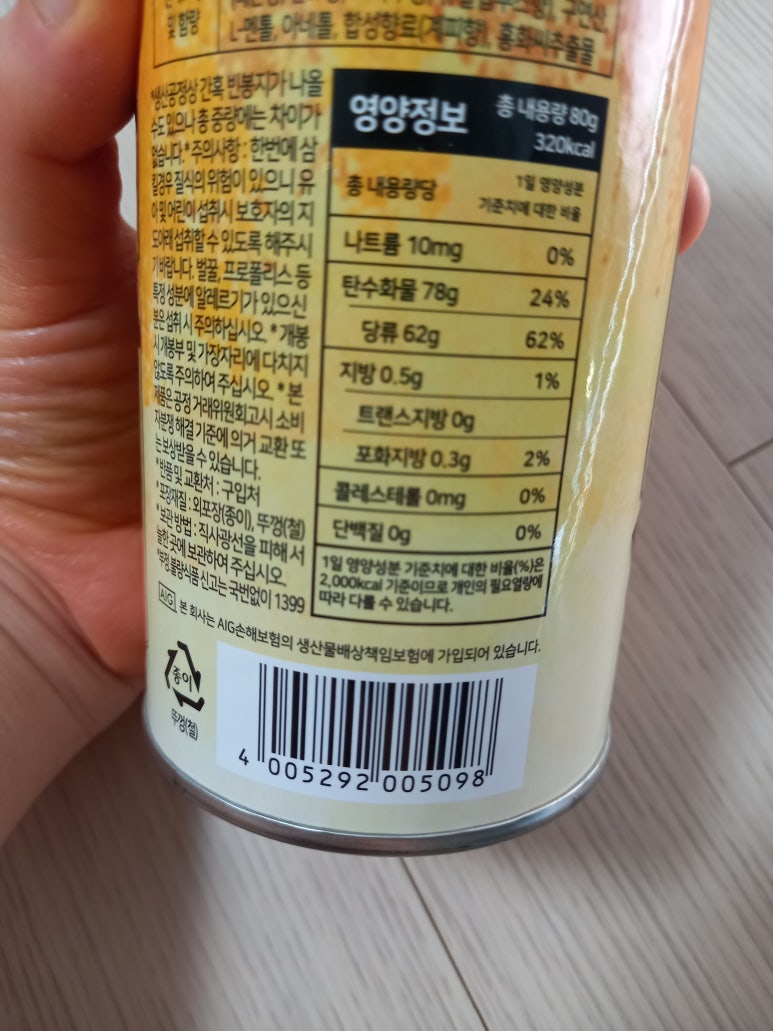 및 함량
구연산,
L-멘톨, 아네톨, 합성향료(계피향), 홍화씨추출물
*생산공정상 간혹 빈봉지가 나올
수도 있으나 총 중량에는 차이가
없습니다.* 주의사항 : 한번에 삼
킬경우 질식의 위험이 있으니 유
아 및 어린이 섭취시 보호자의 지
도아래 섭취할 수 있도록 해주시
기 바랍니다. 벌꿀, 프로폴리스 등
특정 성분에 알레르기가 있으신
분은 섭취 시 주의하십시오. * 개봉
시 개봉부 및 가장자리에 다치지
않도록 주의하여 주십시오. * 본
제품은 공정 거래위원회고시 소비
자분쟁 해결 기준에 의거 교환 또
는 보상받을 수 있습니다.
*반품 및 교환처 : 구입처
*포장재질 : 외포장(종이), 뚜껑(철)
*보관 방법 : 직사광선을 피해 서
늘한 곳에 보관하여 주십시오.
*부정,불량식품 신고는 국번없이 1399
영양정보
총 내용량 80g
320kcal
총 내용량당
1일 영양성분
기준치에 대한 비율
나트륨 10mg 0%
탄수화물 78g 24%
당류 62g 62%
지방 0.5g 1%
트랜스지방 0g
포화지방 0.3g 2%
콜레스테롤 0mg 0%
단백질 0g 0%
1일 영양성분 기준치에 대한 비율(%)은
2,000kcal 기준이므로 개인의 필요열량에
따라 다를 수 있습니다.
AIG 본 회사는 AIG손해보험의 생산물배상책임보험에 가입되어 있습니다.
종이
뚜껑(철)
4 005292 005098